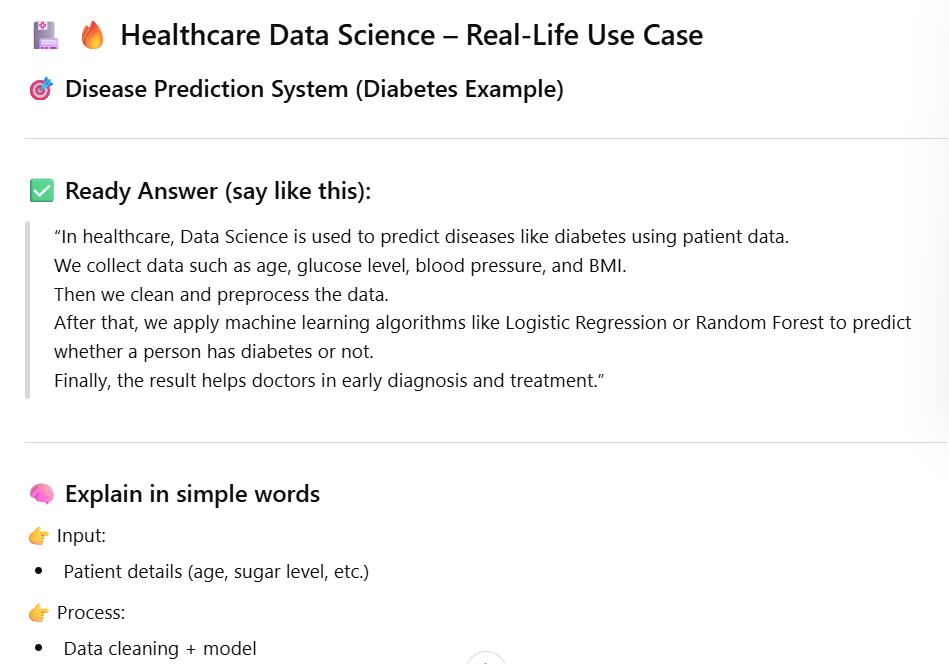 Healthcare Data Science – Real-Life Use Case
Disease Prediction System (Diabetes Example)
Ready Answer (say like this):
“In healthcare, Data Science is used to predict diseases like diabetes using patient data.
We collect data such as age, glucose level, blood pressure, and BMI.
Then we clean and preprocess the data.
After that, we apply machine learning algorithms like Logistic Regression or Random Forest to predict
whether a person has diabetes or not.
Finally, the result helps doctors in early diagnosis and treatment.”
Explain in simple words
Input:
• Patient details (age, sugar level, etc.)
Process:
• Data cleaning + model